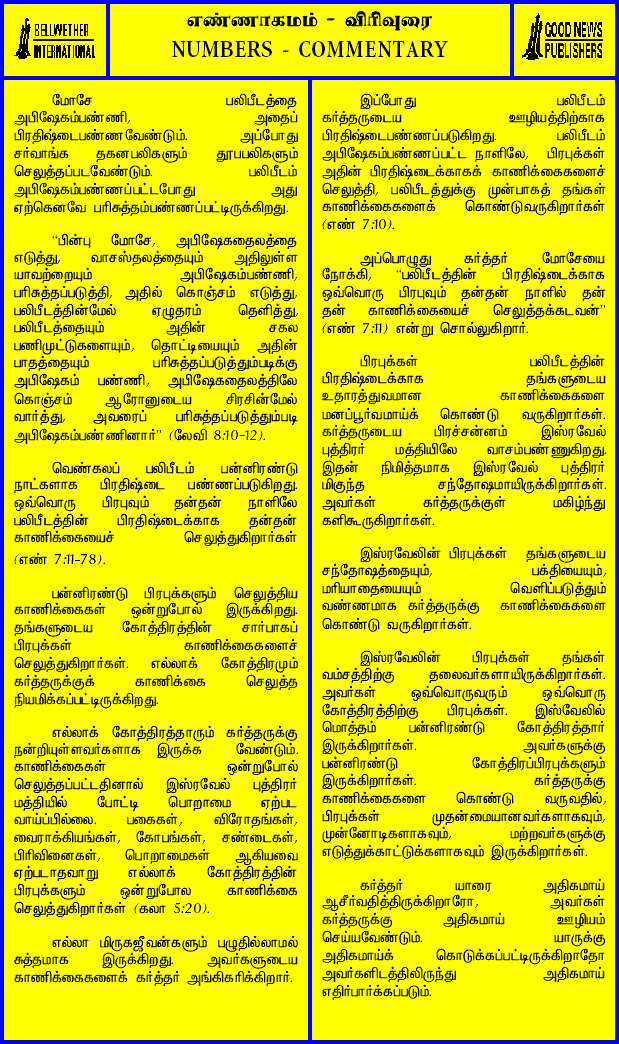 BELLWETHER
INTERNATIONAL
எண்ணாகமம் - விரிவுரை
NUMBERS - COMMENTARY
GOOD NEWS
PUBLISHERS
மோசே பலிபீடத்தை
அபிஷேகம்பண்ணி, அதைப்
பிரதிஷ்டைபண்ணவேண்டும். அப்போது
சர்வாங்க தகனபலிகளும் தூபபலிகளும்
செலுத்தப்படவேண்டும். பலிபீடம்
அபிஷேகம்பண்ணப்பட்டபோது அது
ஏற்கெனவே பரிசுத்தம்பண்ணப்பட்டிருக்கிறது.
“பின்பு மோசே, அபிஷேகதைலத்தை
எடுத்து, வாசஸ்தலத்தையும் அதிலுள்ள
யாவற்றையும் அபிஷேகம்பண்ணி,
பரிசுத்தப்படுத்தி, அதில் கொஞ்சம் எடுத்து,
பலிபீடத்தின்மேல் ஏழுதரம் தெளித்து,
பலிபீடத்தையும் அதின் சகல
பணிமுட்டுகளையும், தொட்டியையும் அதின்
பாதத்தையும் பரிசுத்தப்படுத்தும்படிக்கு
அபிஷேகம் பண்ணி, அபிஷேகதைலத்திலே
கொஞ்சம் ஆரோனுடைய சிரசின்மேல்
வார்த்து, அவரைப் பரிசுத்தப்படுத்தும்படி
அபிஷேகம்பண்ணினார்” (லேவி 8:10-12).
வெண்கலப் பலிபீடம் பன்னிரண்டு
நாட்களாக பிரதிஷ்டை பண்ணப்படுகிறது.
ஒவ்வொரு பிரபுவும் தன்தன் நாளிலே
பலிபீடத்தின் பிரதிஷ்டைக்காக தன்தன்
காணிக்கையைச் செலுத்துகிறார்கள்
(எண் 7:11-78).
பன்னிரண்டு பிரபுக்களும் செலுத்திய
காணிக்கைகள் ஒன்றுபோல் இருக்கிறது.
தங்களுடைய கோத்திரத்தின் சார்பாகப்
பிரபுக்கள் காணிக்கைகளைச்
செலுத்துகிறார்கள். எல்லாக் கோத்திரமும்
கர்த்தருக்குக் காணிக்கை செலுத்த
நியமிக்கப்பட்டிருக்கிறது.
எல்லாக் கோத்திரத்தாரும் கர்த்தருக்கு
நன்றியுள்ளவர்களாக இருக்க வேண்டும்.
காணிக்கைகள் ஒன்றுபோல்
செலுத்தப்பட்டதினால் இஸ்ரவேல் புத்திரர்
மத்தியில் போட்டி பொறாமை ஏற்பட
வாய்ப்பில்லை. பகைகள், விரோதங்கள்,
வைராக்கியங்கள், கோபங்கள், சண்டைகள்,
பிரிவினைகள், பொறாமைகள் ஆகியவை
ஏற்படாதவாறு எல்லாக் கோத்திரத்தின்
பிரபுக்களும் ஒன்றுபோல காணிக்கை
செலுத்துகிறார்கள் (கலா 5:20).
எல்லா மிருகஜீவன்களும் பழுதில்லாமல்
சுத்தமாக இருக்கிறது. அவர்களுடைய
காணிக்கைகளைக் கர்த்தர் அங்கிகரிக்கிறார்.
இப்போது பலிபீடம்
கர்த்தருடைய ஊழியத்திற்காக
பிரதிஷ்டைபண்ணப்படுகிறது. பலிபீடம்
அபிஷேகம்பண்ணப்பட்ட நாளிலே, பிரபுக்கள்
அதின் பிரதிஷ்டைக்காகக் காணிக்கைகளைச்
செலுத்தி, பலிபீடத்துக்கு முன்பாகத் தங்கள்
காணிக்கைகளைக் கொண்டுவருகிறார்கள்
(எண் 7:10).
அப்பொழுது கர்த்தர் மோசேயை
நோக்கி, “பலிபீடத்தின் பிரதிஷ்டைக்காக
ஒவ்வொரு பிரபுவும் தன்தன் நாளில் தன்
தன் காணிக்கையைச் செலுத்தக்கடவன்”
(எண் 7:11) என்று சொல்லுகிறார்.
பிரபுக்கள் பலிபீடத்தின்
பிரதிஷ்டைக்காக தங்களுடைய
உதாரத்துவமான காணிக்கைகளை
மனப்பூர்வமாய்க் கொண்டு வருகிறார்கள்.
கர்த்தருடைய பிரச்சன்னம் இஸ்ரவேல்
புத்திரர் மத்தியிலே வாசம்பண்ணுகிறது.
இதன் நிமித்தமாக இஸ்ரவேல் புத்திரர்
மிகுந்த சந்தோஷமாயிருக்கிறார்கள்.
அவர்கள் கர்த்தருக்குள் மகிழ்ந்து
களிகூருகிறார்கள்.
இஸ்ரவேலின் பிரபுக்கள் தங்களுடைய
சந்தோஷத்தையும், பக்தியையும்,
மரியாதையையும் வெளிப்படுத்தும்
வண்ணமாக கர்த்தருக்கு காணிக்கைகளை
கொண்டு வருகிறார்கள்.
இஸ்ரவேலின் பிரபுக்கள் தங்கள்
வம்சத்திற்கு தலைவர்களாயிருக்கிறார்கள்.
அவர்கள் ஒவ்வொருவரும் ஒவ்வொரு
கோத்திரத்திற்கு பிரபுக்கள். இஸ்வேலில்
மொத்தம் பன்னிரண்டு கோத்திரத்தார்
இருக்கிறார்கள். அவர்களுக்கு
பன்னிரண்டு கோத்திரப்பிரபுக்களும்
இருக்கிறார்கள். கர்த்தருக்கு
காணிக்கைகளை கொண்டு வருவதில்,
பிரபுக்கள் முதன்மையானவர்களாகவும்,
முன்னோடிகளாகவும், மற்றவர்களுக்கு
எடுத்துக்காட்டுக்களாகவும் இருக்கிறார்கள்.
கர்த்தர் யாரை அதிகமாய்
ஆசீர்வதித்திருக்கிறாரோ, அவர்கள்
கர்த்தருக்கு அதிகமாய் ஊழியம்
செய்யவேண்டும். யாருக்கு
அதிகமாய்க் கொடுக்கப்பட்டிருக்கிறாதோ
அவர்களிடத்திலிருந்து அதிகமாய்
எதிர்பார்க்கப்படும்.